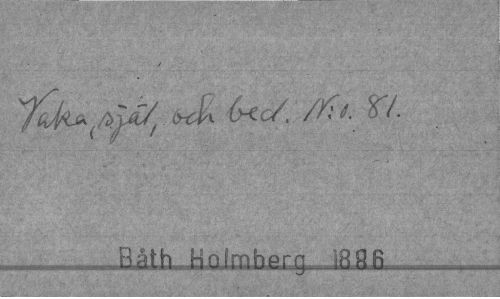 Vaka, själ, och bed. N:o. 81.
Båth Holmberg 1886